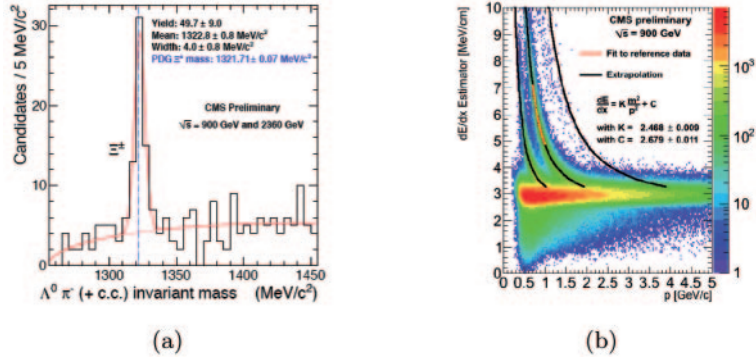 Yield: 49.7 ± 9.0
Mean: 1322.8 ± 0.8 MeV/c²
Width: 4.0 ± 0.8 MeV/c²
PDG Ξ⁺ mass: 1321.71 ± 0.07 MeV/c²
CMS Preliminary
√s = 900 GeV and 2360 GeV
Ξ±
Candidates / 5 MeV/c²
30
20
10
0
1300
1350
1400
1450
Λ⁰ π⁻ (+ c.c.) invariant mass (MeV/c²)
(a)
CMS preliminary
√s = 900 GeV
Fit to reference data
Extrapolation
dE/dx = K m²/p² + C
with K = 2.468 ± 0.009
with C = 2.679 ± 0.011
dE/dx Estimator [MeV/cm]
10
9
8
7
6
5
4
3
2
1
0
0 0.5 1 1.5 2 2.5 3 3.5 4 4.5 5
p [GeV/c]
10³
10²
10
1
(b)